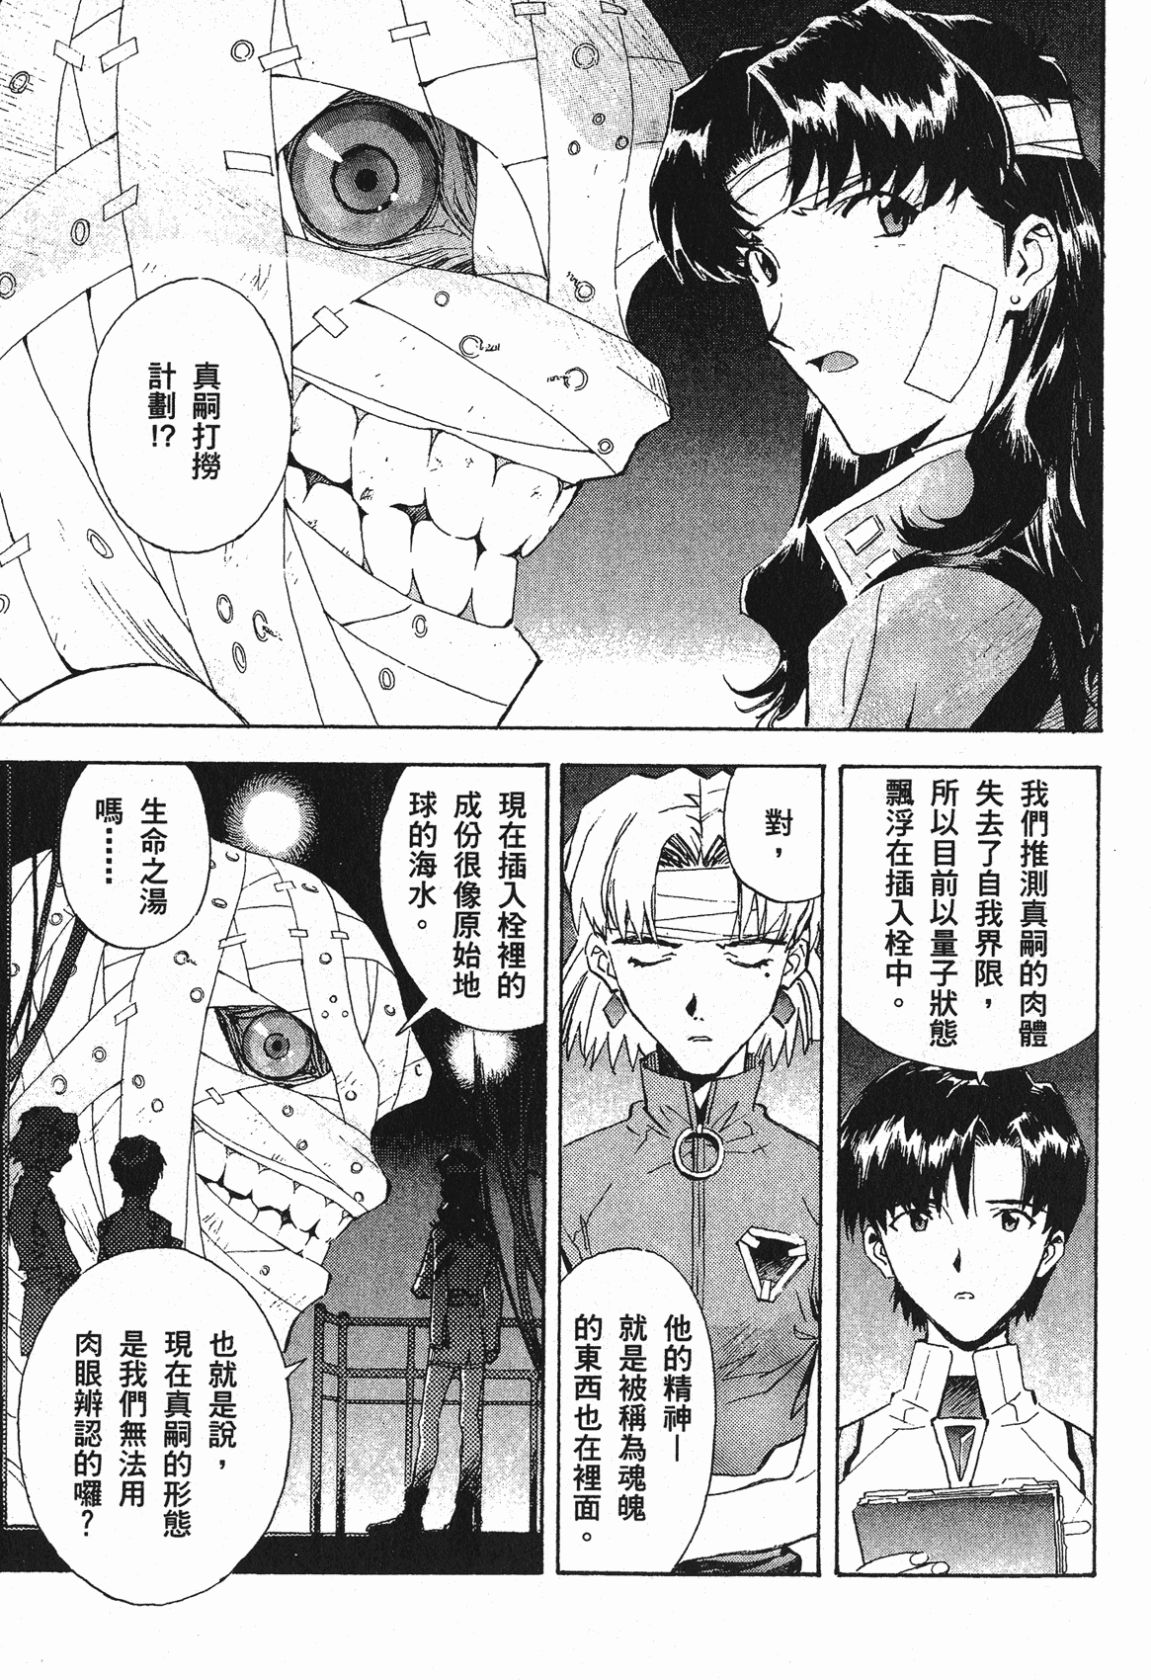 真嗣打撈
計劃!?
我們推測真嗣的肉體
失去了自我界限，
所以目前以量子狀態
飄浮在插入栓中。
對，
他的精神—
就是被稱為魂魄
的東西也在裡面。
現在插入栓裡的
成份很像原始地
球的海水。
生命之湯
嗎……
也就是說，
現在真嗣的形態
是我們無法用
肉眼辨認的囉？